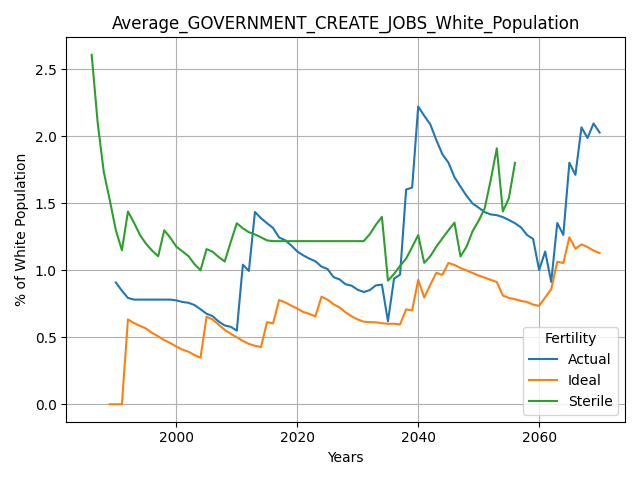 Average_GOVERNMENT_CREATE_JOBS_White_Population
% of White Population
2.5
2.0
1.5
1.0
0.5
0.0
2000
2020
2040
2060
Years
Fertility
Actual
Ideal
Sterile